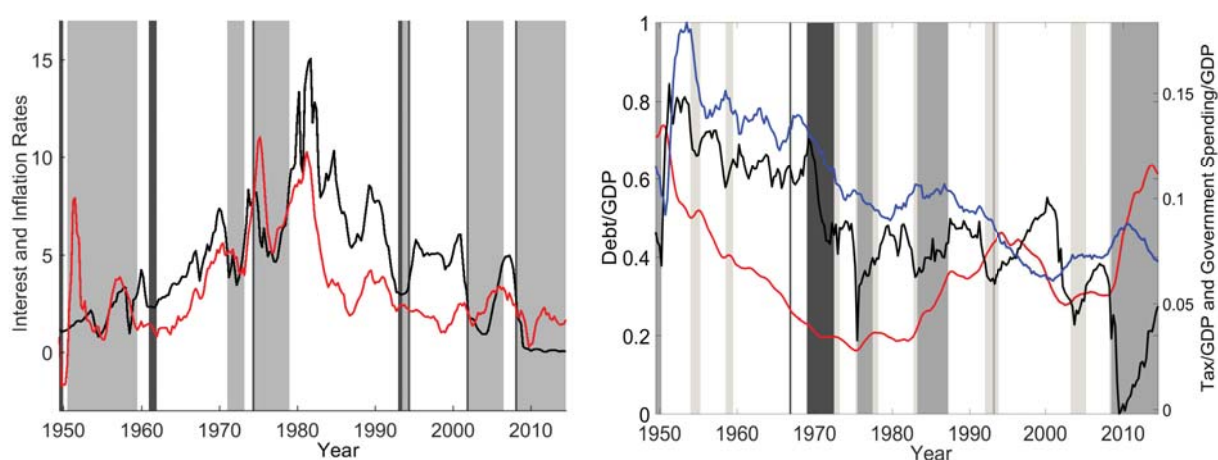 Interest and Inflation Rates
15
10
5
0
1950 1960 1970 1980 1990 2000 2010
Year
Debt/GDP
1
0.8
0.6
0.4
0.2
0
1950 1960 1970 1980 1990 2000 2010
Year
0.15
0.1
0.05
0
Tax/GDP and Government Spending/GDP